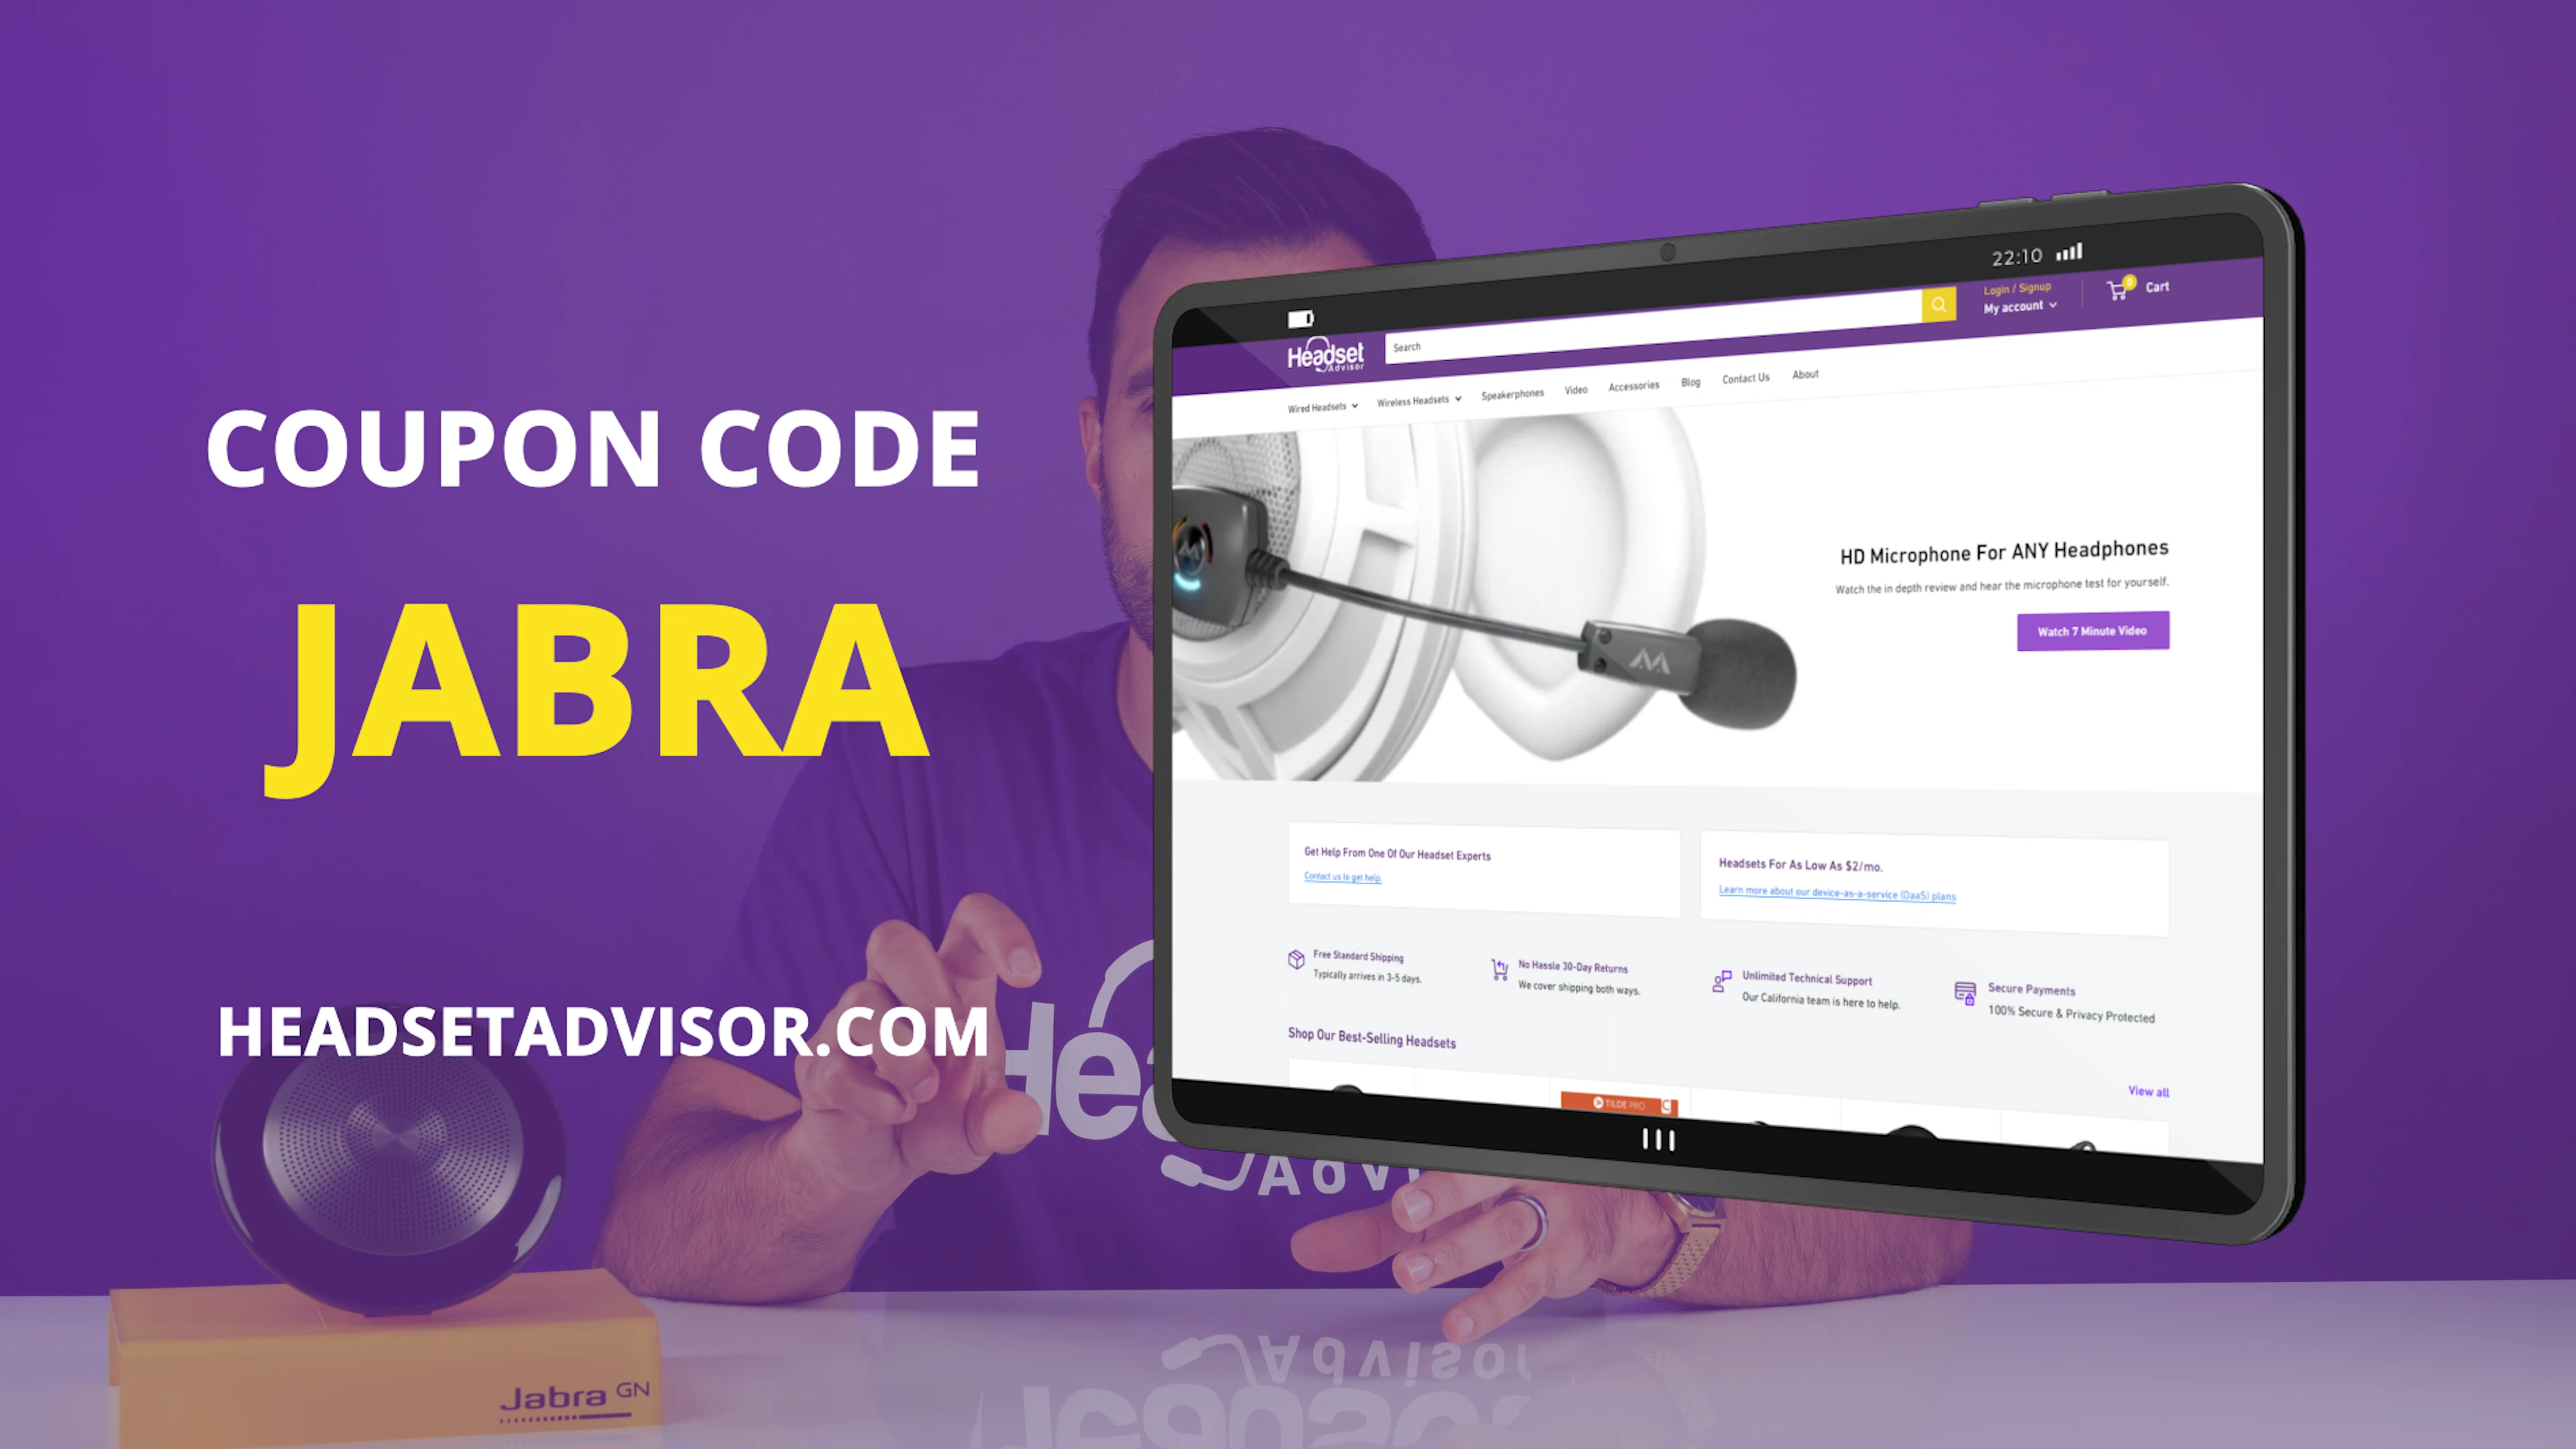 COUPON CODE
JABRA
HEADSETADVISOR.COM
Jabra GN
22:10
Headset
Advisor
Search
Login / Signup
My account
0
Cart
Wired Headsets
Wireless Headsets
Speakerphones
Video
Accessories
Blog
Contact Us
About
HD Microphone For ANY Headphones
Watch the in depth review and hear the microphone test for yourself.
Watch 7 Minute Video
Get Help From One Of Our Headset Experts
Contact us to get help.
Headsets For As Low As $2/mo.
Learn more about our device-as-a-service (DaaS) plans
Free Standard Shipping
Typically arrives in 3-5 days.
No Hassle 30-Day Returns
We cover shipping both ways.
Unlimited Technical Support
Our California team is here to help.
Secure Payments
100% Secure & Privacy Protected
Shop Our Best-Selling Headsets
View all
TILDE PRO